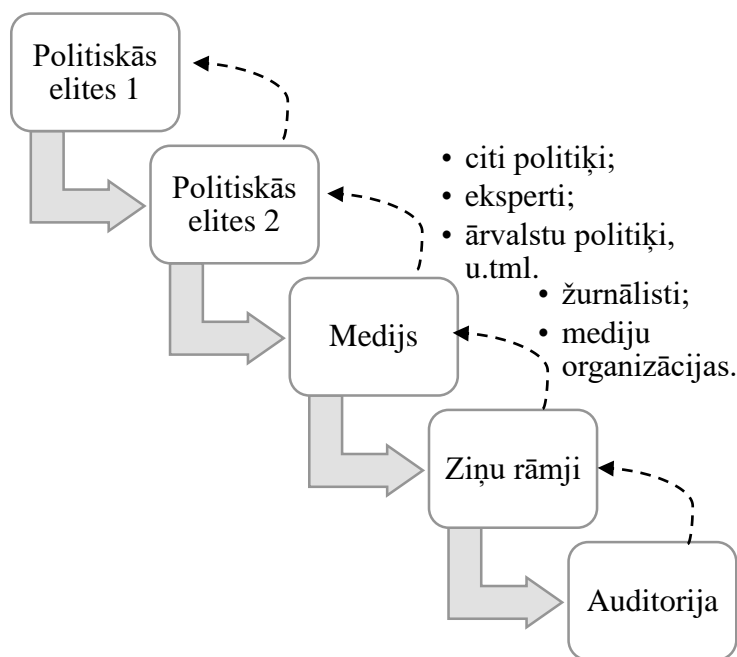 Politiskās
elites 1
Politiskās
elites 2
• citi politiķi;
• eksperti;
• ārvalstu politiķi,
u.tml.
Medijs
• žurnālisti;
• mediju
organizācijas.
Ziņu rāmji
Auditorija